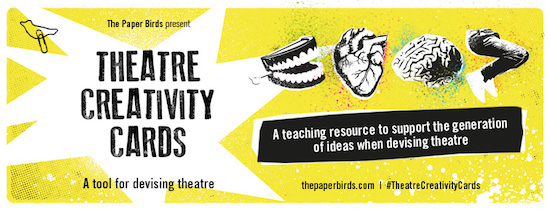 The Paper Birds present
THEATRE
CREATIVITY
CARDS
A tool for devising theatre
A teaching resource to support the generation
of ideas when devising theatre
thepaperbirds.com | #TheatreCreativityCards